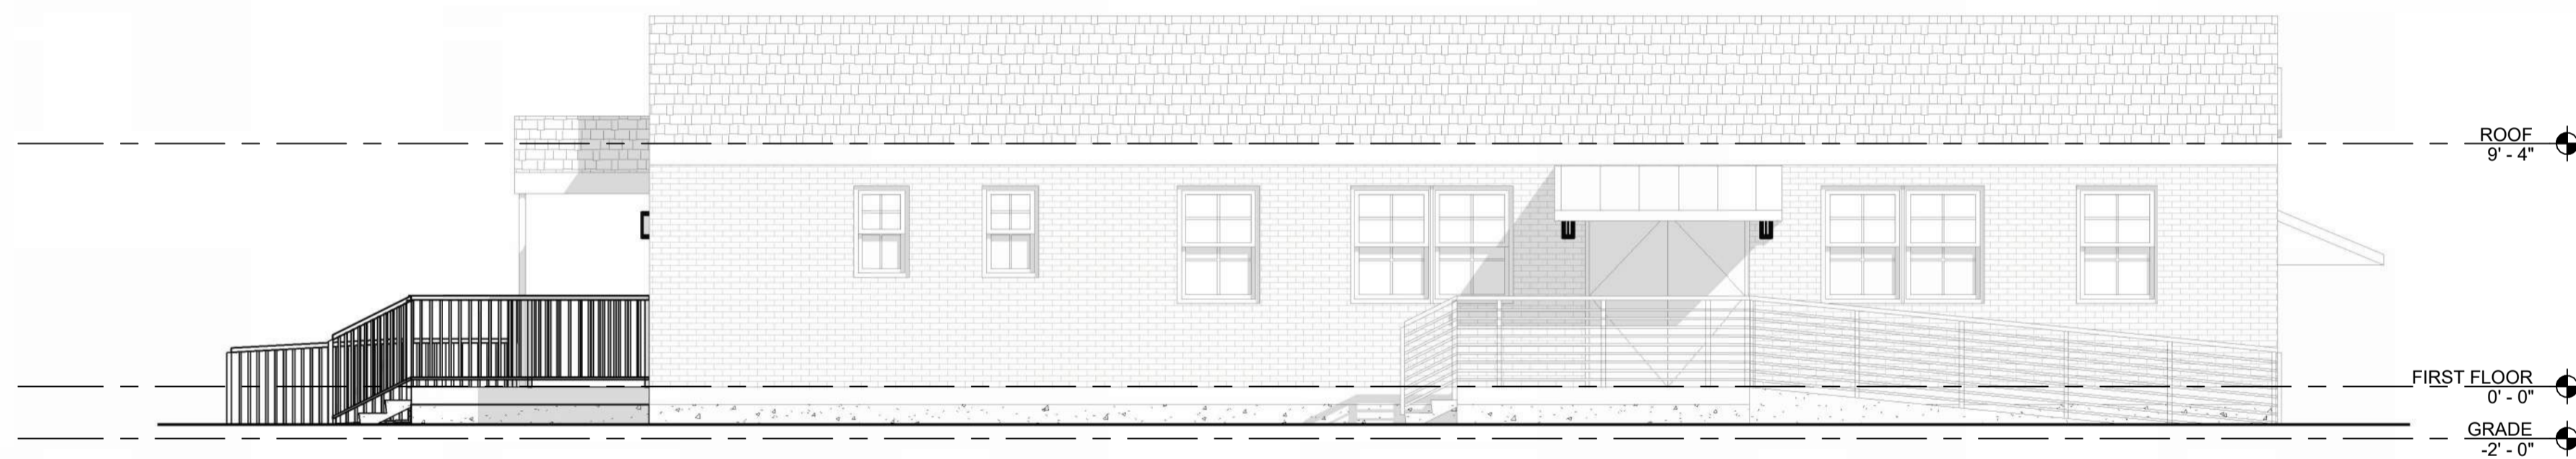 ROOF
9' - 4"
FIRST FLOOR
0' - 0"
GRADE
-2' - 0"